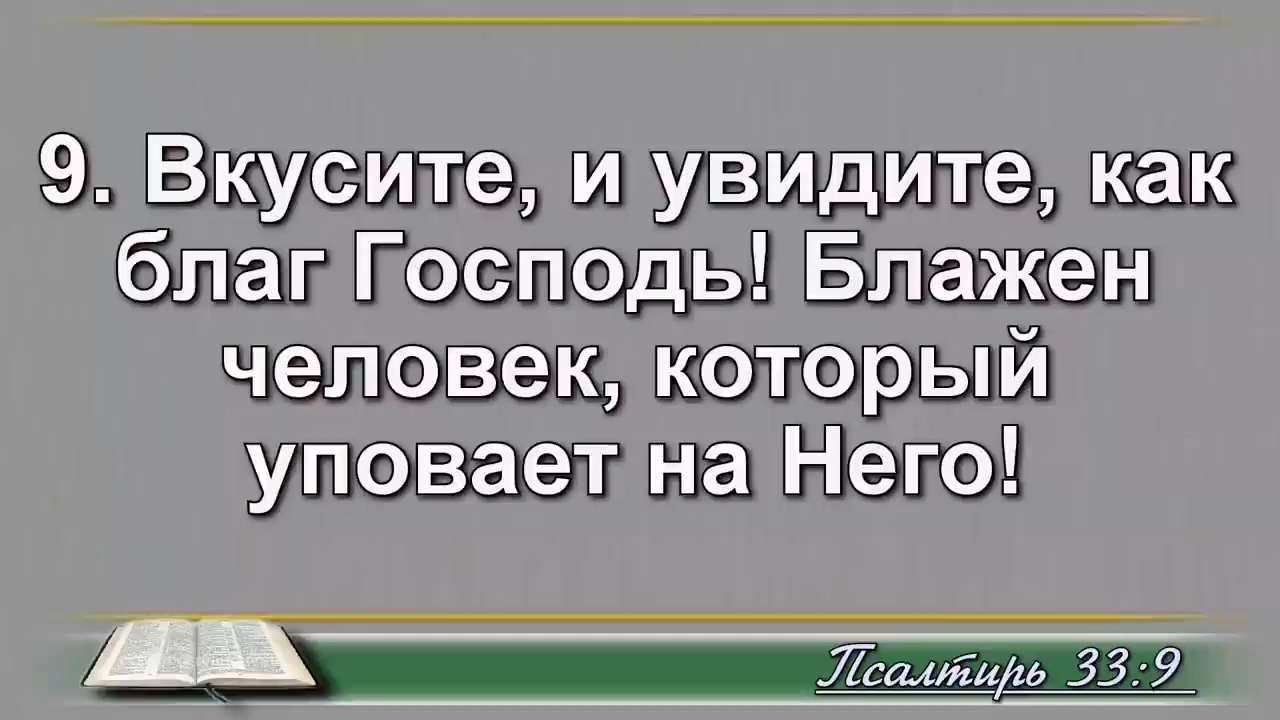 9. Вкусите, и увидите, как
благ Господь! Блажен
человек, который
уповает на Него!
Псалтирь 33:9